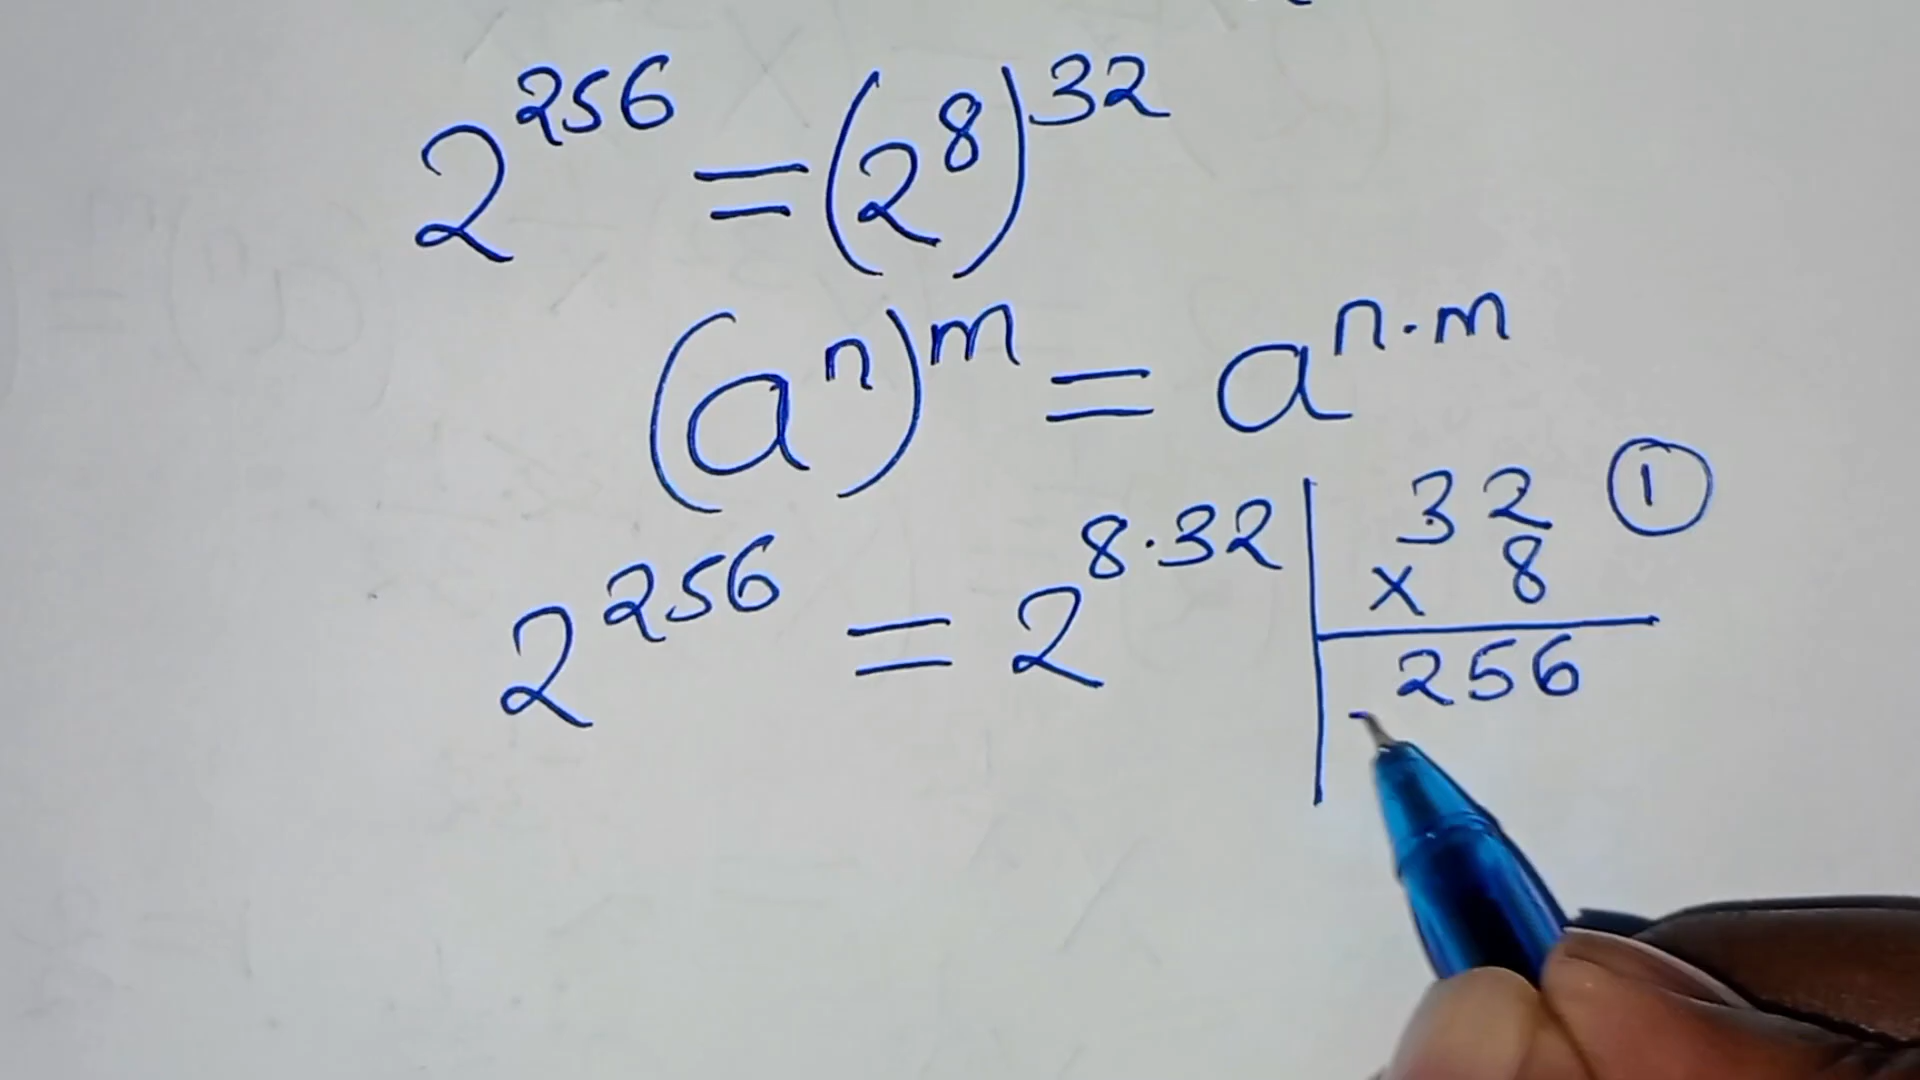 2^256 = (2^8)^32
(a^n)^m = a^n·m
2^256 = 2^8·32
32 ①
× 8
256